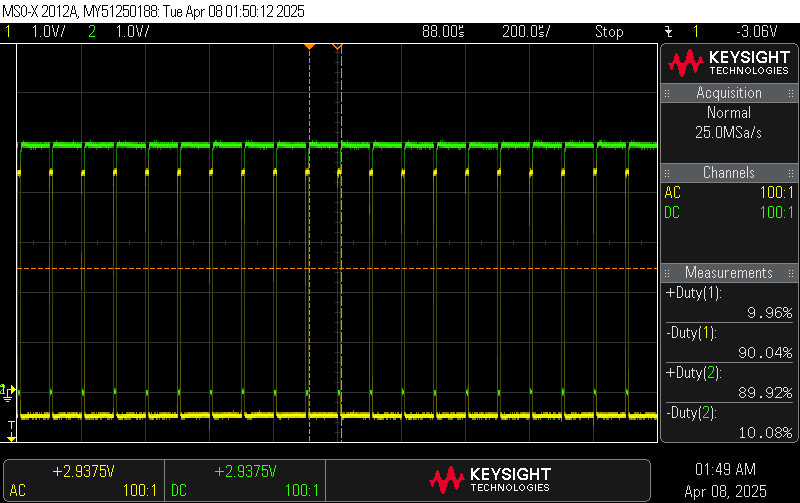 MSO-X 2012A, MY51250188: Tue Apr 08 01:50:12 2025
1 1.0V/ 2 1.0V/ 88.00s 200.0s/ Stop 1 -3.06V
KEYSIGHT
TECHNOLOGIES
Acquisition
Normal
25.0MSa/s
Channels
AC 100:1
DC 100:1
Measurements
+Duty(1):
9.96%
-Duty(1):
90.04%
+Duty(2):
89.92%
-Duty(2):
10.08%
2
T
+2.9375V
AC 100:1
+2.9375V
DC 100:1
KEYSIGHT
TECHNOLOGIES
01:49 AM
Apr 08, 2025